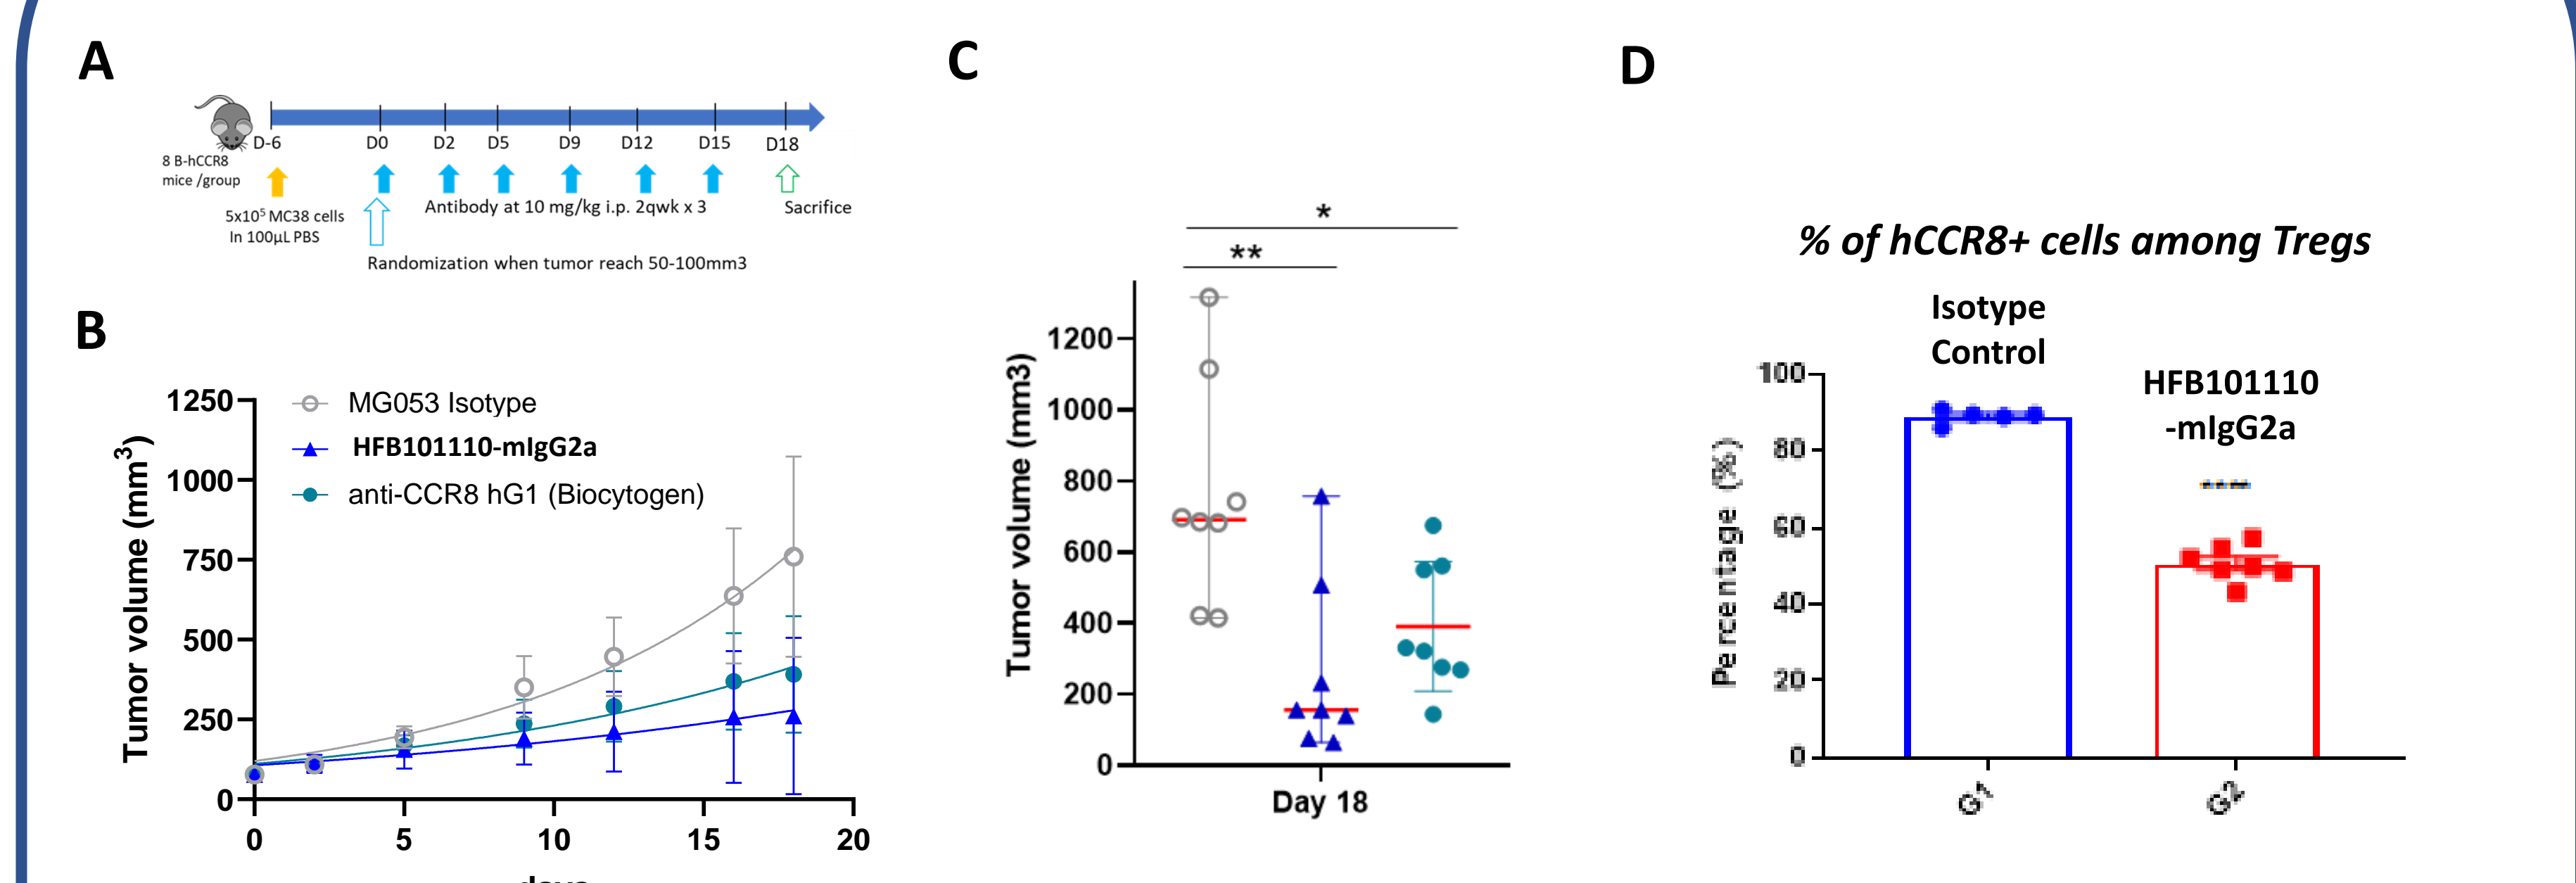 A
D-6
D0
D2
D5
D9
D12
D15
D18
8 B-hCCR8
mice /group
5x10⁵ MC38 cells
In 100µL PBS
Antibody at 10 mg/kg i.p. 2qwk x 3
Sacrifice
Randomization when tumor reach 50-100mm3
B
MG053 Isotype
HFB101110-mIgG2a
anti-CCR8 hG1 (Biocytogen)
Tumor volume (mm³)
1250
1000
750
500
250
0
0
5
10
15
20
days
C
*
**
Tumor volume (mm3)
1200
1000
800
600
400
200
0
Day 18
D
% of hCCR8+ cells among Tregs
Isotype
Control
HFB101110
-mIgG2a
Percentage (%)
100
80
60
40
20
0
G1
G2